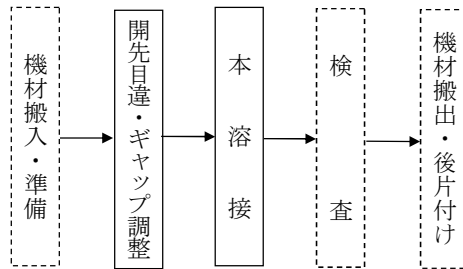 機材搬入・準備
開先目違・ギャップ調整
本溶接
検査
機材搬出・後片付け